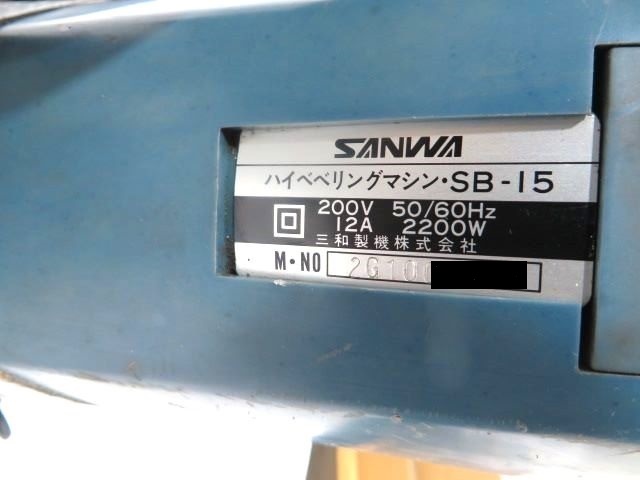 SANWA
ハイベベリングマシン・SB-15
200V 50/60Hz
12A 2200W
三和製機株式会社
M・NO 2G10